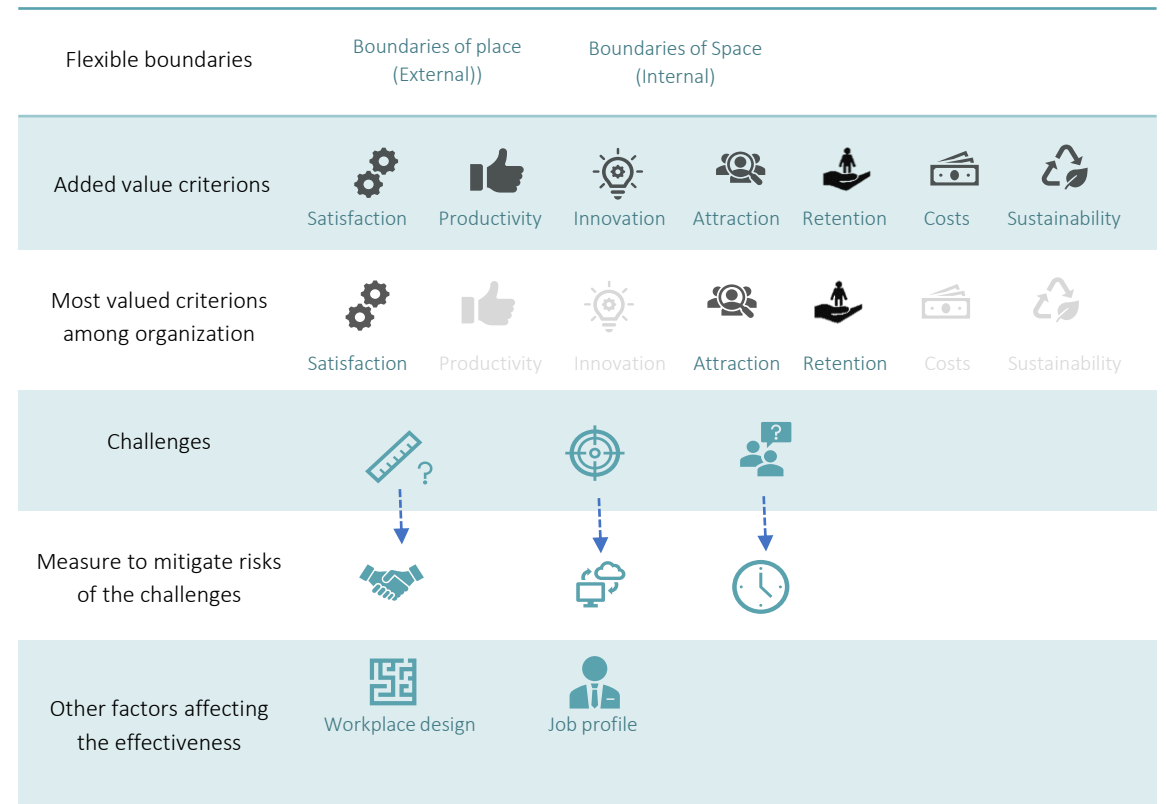 Flexible boundaries
Boundaries of place
(External))
Boundaries of Space
(Internal)
Added value criterions
Satisfaction
Productivity
Innovation
Attraction
Retention
Costs
Sustainability
Most valued criterions
among organization
Satisfaction
Productivity
Innovation
Attraction
Retention
Costs
Sustainability
Challenges
?
?
Measure to mitigate risks
of the challenges
Other factors affecting
the effectiveness
Workplace design
Job profile